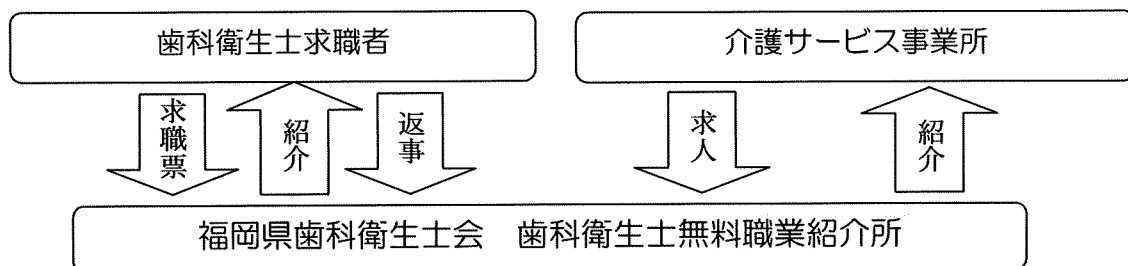 歯科衛生士求職者
介護サービス事業所
求職票
紹介
返事
求人
紹介
福岡県歯科衛生士会　歯科衛生士無料職業紹介所